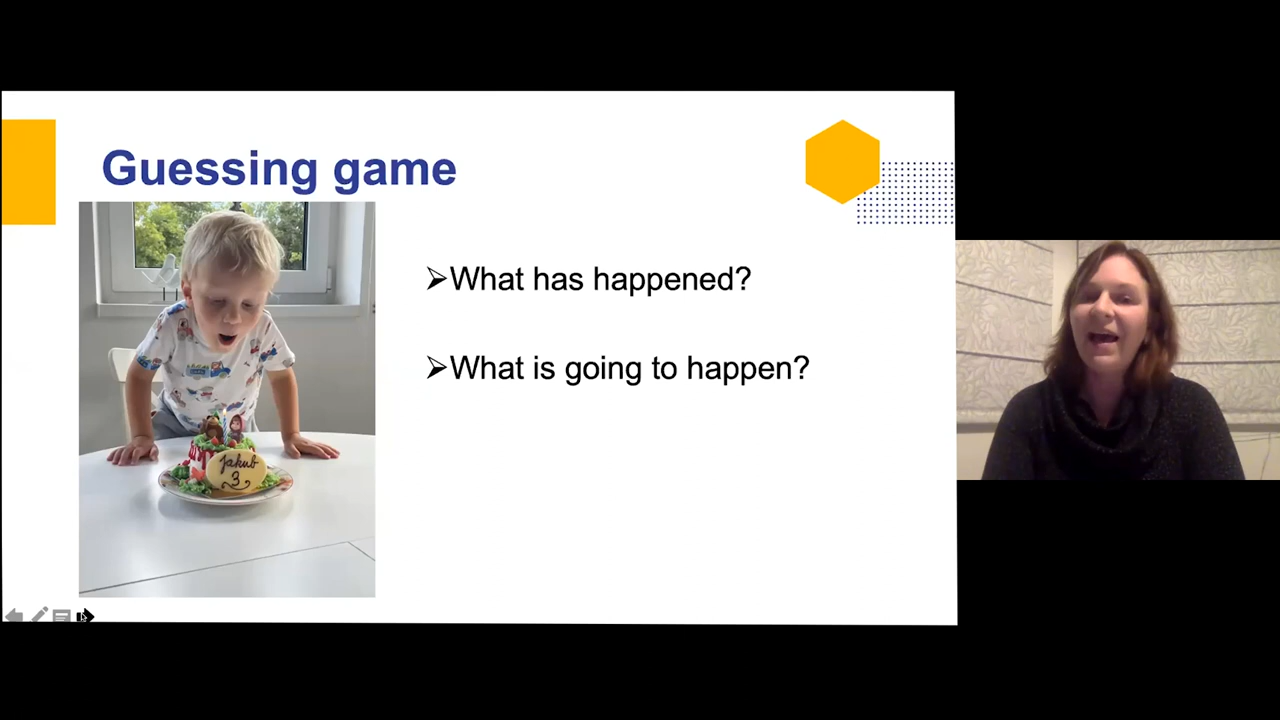 Guessing game
➢What has happened?
➢What is going to happen?
Jakub
3